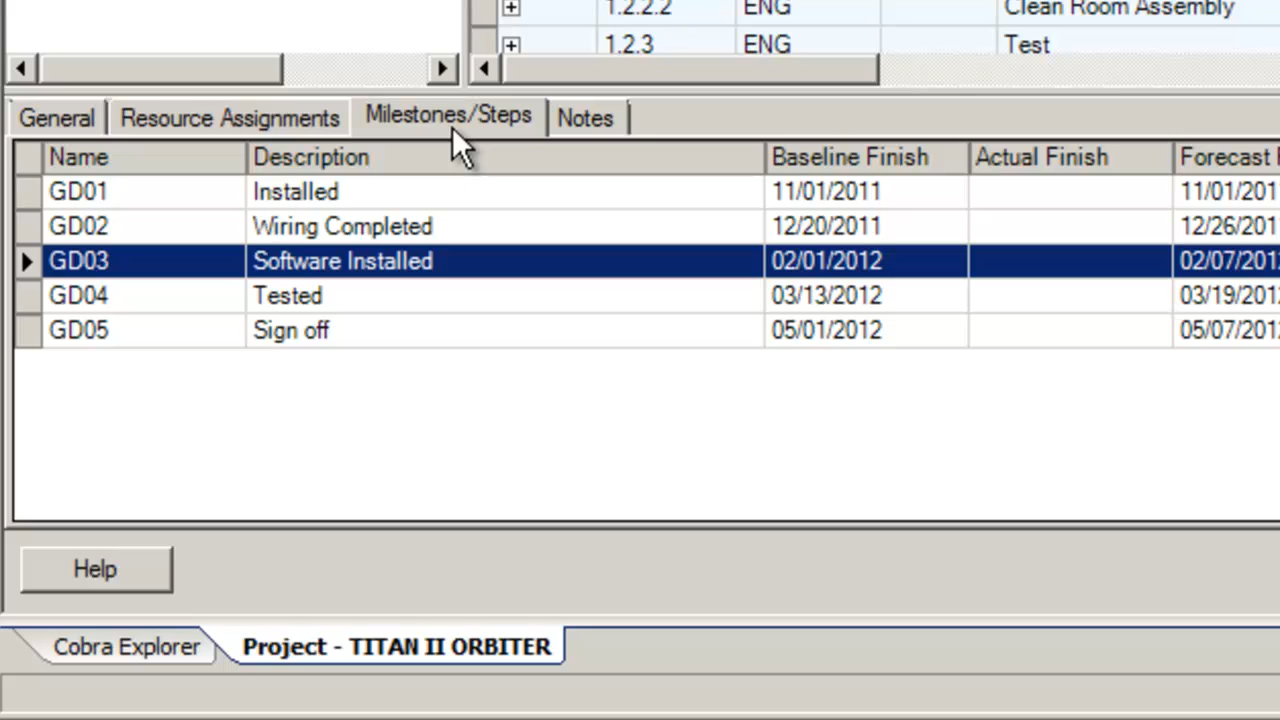 1.2.2.2 ENG Clean Room Assembly
1.2.3 ENG Test
General Resource Assignments Milestones/Steps Notes
Name Description Baseline Finish Actual Finish Forecast
GD01 Installed 11/01/2011 11/01/201
GD02 Wiring Completed 12/20/2011 12/26/201
GD03 Software Installed 02/01/2012 02/07/201
GD04 Tested 03/13/2012 03/19/201
GD05 Sign off 05/01/2012 05/07/201
Help
Cobra Explorer Project - TITAN II ORBITER